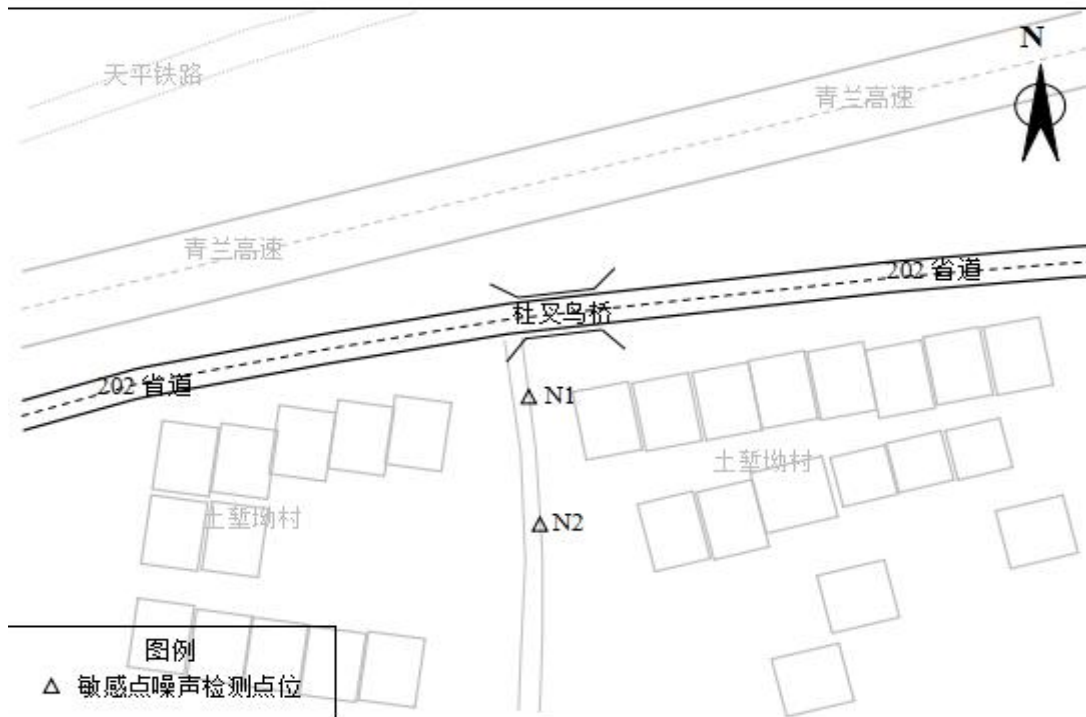 天平铁路
N
青兰高速
青兰高速
202 省道
杜叉鸟桥
202 省道
N1
土堑坳村
土堑坳村
N2
图例
△ 敏感点噪声检测点位